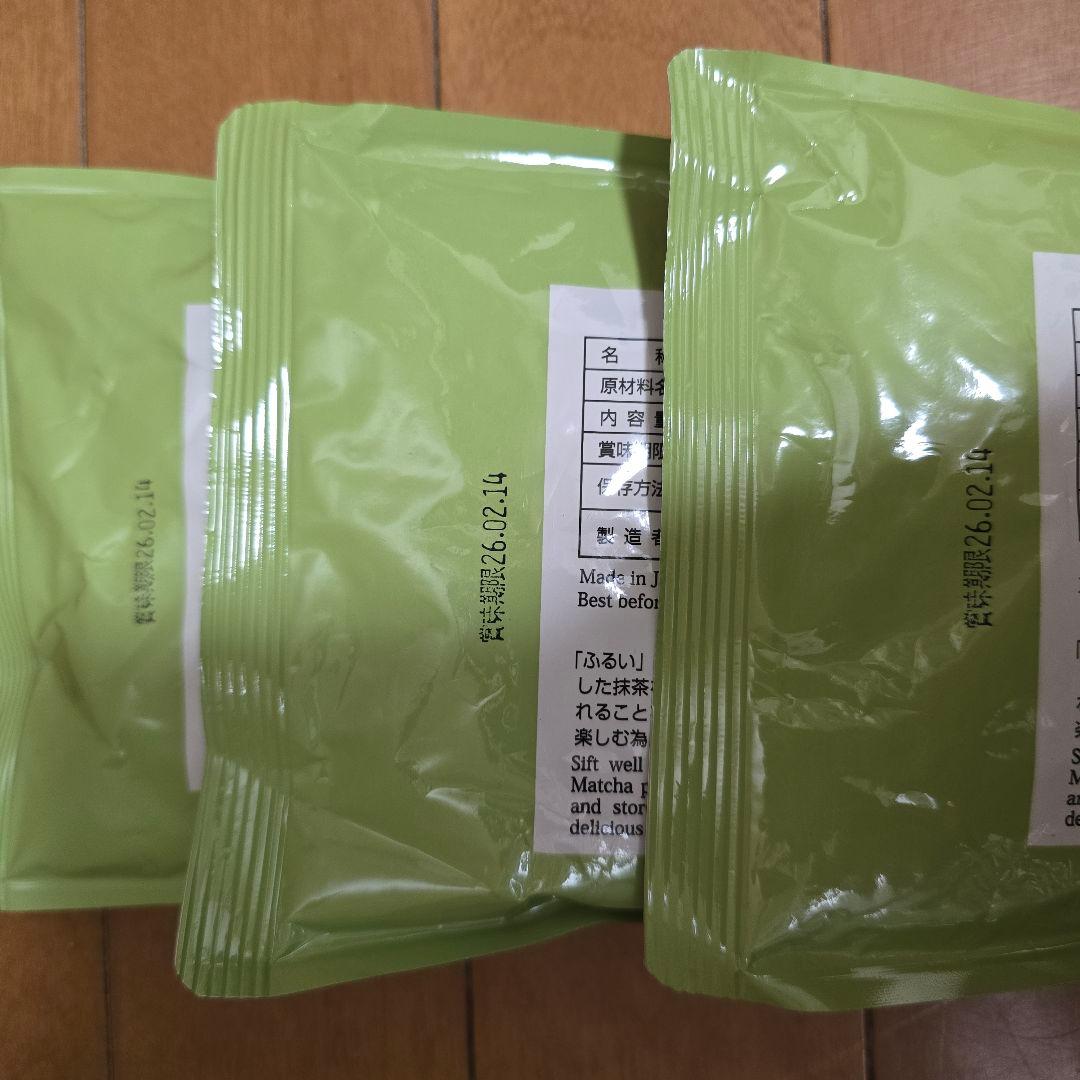 賞味期限26.02.14
賞味期限26.02.14
名
原材料名
内容量
賞味期限
保存方法
製造者
Made in
Best
「ふるい」
した抹茶
れること
楽しむ為
Sift well
Matcha
and
delicious
賞味期限26.02.14